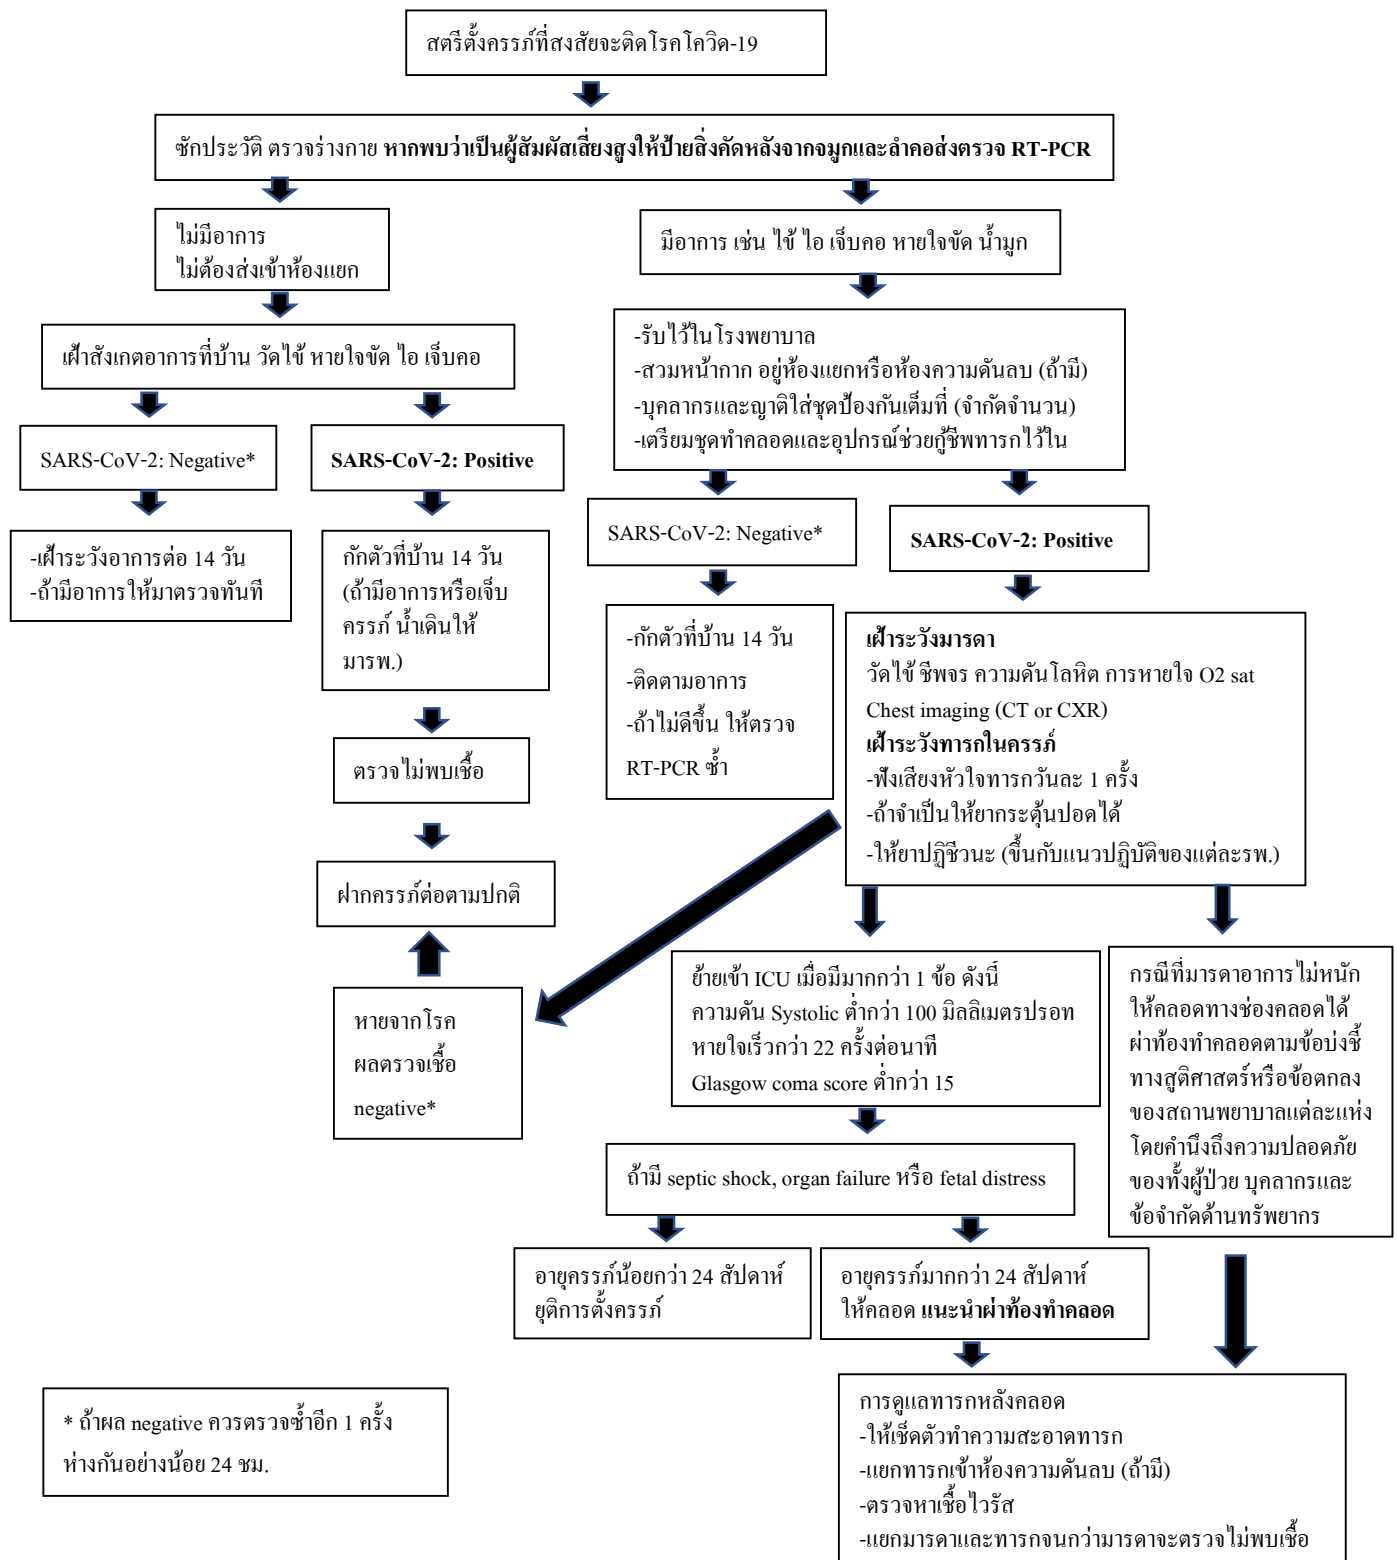 สตรีตั้งครรภ์ที่สงสัยจะติดโรคโควิด-19
ซักประวัติ ตรวจร่างกาย หากพบว่าเป็นผู้สัมผัสเสี่ยงสูงให้ป้ายสิ่งคัดหลังจากจมูกและลำคอส่งตรวจ RT-PCR
ไม่มีอาการ
ไม่ต้องส่งเข้าห้องแยก
มีอาการ เช่น ไข้ ไอ เจ็บคอ หายใจขัด น้ำมูก
เฝ้าสังเกตอาการที่บ้าน วัดไข้ หายใจขัด ไอ เจ็บคอ
-รับไว้ในโรงพยาบาล
-สวมหน้ากาก อยู่ห้องแยกหรือห้องความดันลบ (ถ้ามี)
-บุคลากรและญาติใส่ชุดป้องกันเต็มที่ (จำกัดจำนวน)
-เตรียมชุดทำคลอดและอุปกรณ์ช่วยกู้ชีพทารกไว้ใน
SARS-CoV-2: Negative*
SARS-CoV-2: Positive
SARS-CoV-2: Negative*
SARS-CoV-2: Positive
-เฝ้าระวังอาการต่อ 14 วัน
-ถ้ามีอาการให้มาตรวจทันที
กักตัวที่บ้าน 14 วัน
(ถ้ามีอาการหรือเจ็บ
ครรภ์ น้ำเดินให้
มารพ.)
-กักตัวที่บ้าน 14 วัน
-ติดตามอาการ
-ถ้าไม่ดีขึ้น ให้ตรวจ
RT-PCR ซ้ำ
เฝ้าระวังมารดา
วัดไข้ ชีพจร ความดันโลหิต การหายใจ O2 sat
Chest imaging (CT or CXR)
เฝ้าระวังทารกในครรภ์
-ฟังเสียงหัวใจทารกวันละ 1 ครั้ง
-ถ้าจำเป็นให้ยากระตุ้นปอดได้
-ให้ยาปฏิชีวนะ (ขึ้นกับแนวปฏิบัติของแต่ละรพ.)
ตรวจไม่พบเชื้อ
ฝากครรภ์ต่อตามปกติ
หายจากโรค
ผลตรวจเชื้อ
negative*
ย้ายเข้า ICU เมื่อมีมากกว่า 1 ข้อ ดังนี้
ความดัน Systolic ต่ำกว่า 100 มิลลิเมตรปรอท
หายใจเร็วกว่า 22 ครั้งต่อนาที
Glasgow coma score ต่ำกว่า 15
กรณีที่มารดาอาการไม่หนัก
ให้คลอดทางช่องคลอดได้
ผ่าท้องทำคลอดตามข้อบ่งชี้
ทางสูติศาสตร์หรือข้อตกลง
ของสถานพยาบาลแต่ละแห่ง
โดยคำนึงถึงความปลอดภัย
ของทั้งผู้ป่วย บุคลากรและ
ข้อจำกัดด้านทรัพยากร
ถ้ามี septic shock, organ failure หรือ fetal distress
อายุครรภ์น้อยกว่า 24 สัปดาห์
ยุติการตั้งครรภ์
อายุครรภ์มากกว่า 24 สัปดาห์
ให้คลอด แนะนำผ่าท้องทำคลอด
* ถ้าผล negative ควรตรวจซ้ำอีก 1 ครั้ง
ห่างกันอย่างน้อย 24 ชม.
การดูแลทารกหลังคลอด
-ให้เช็ดตัวทำความสะอาดทารก
-แยกทารกเข้าห้องความดันลบ (ถ้ามี)
-ตรวจหาเชื้อไวรัส
-แยกมารดาและทารกจนกว่ามารดาจะตรวจไม่พบเชื้อ